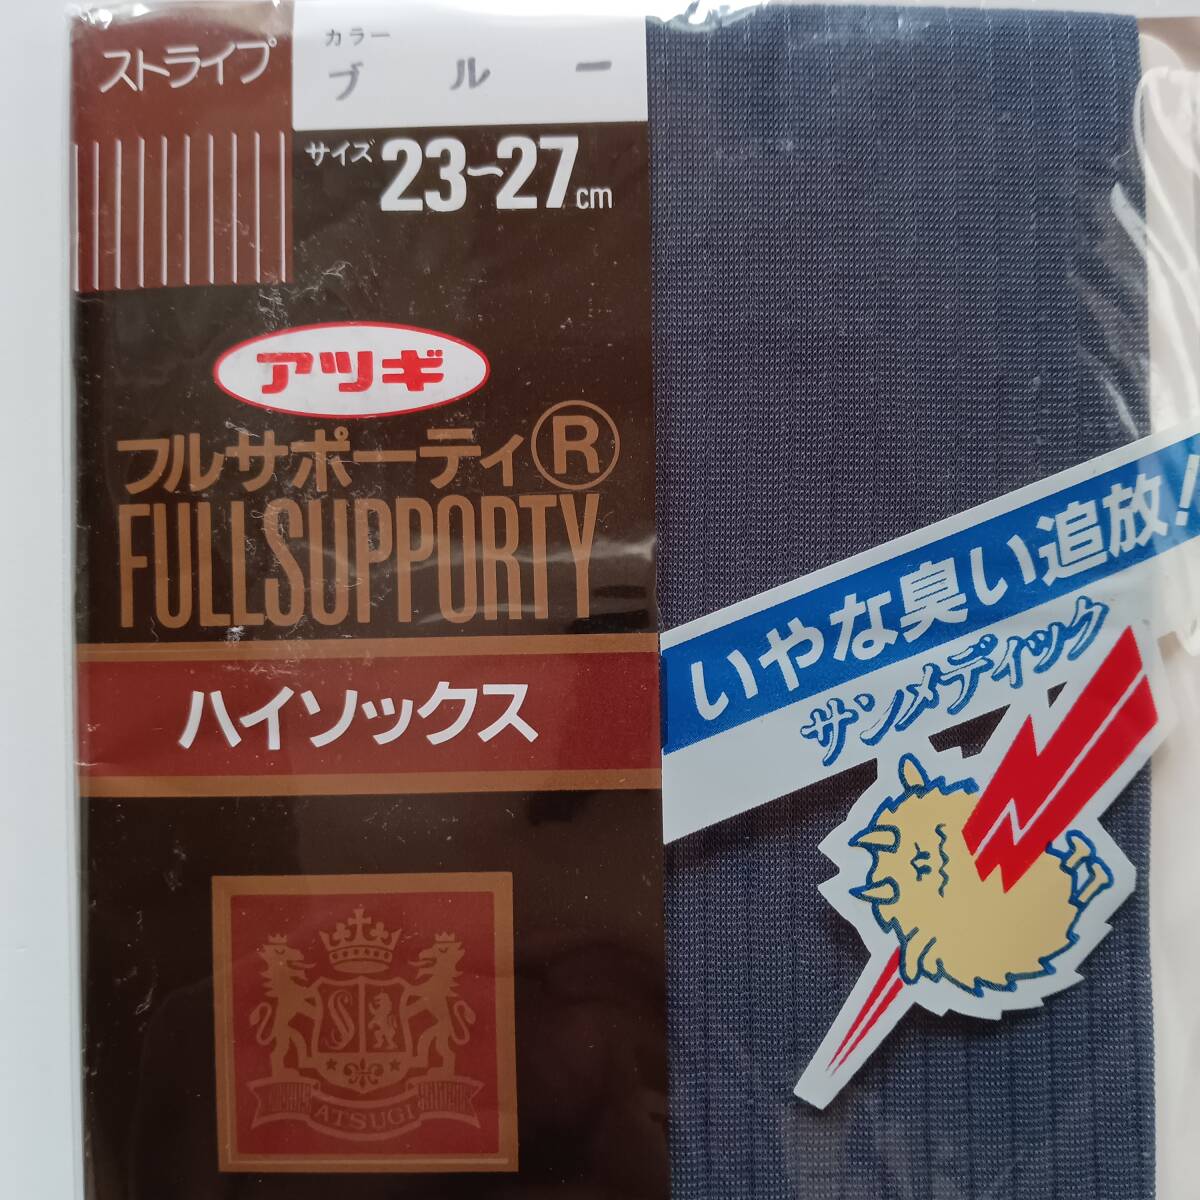 ストライプ
カラー
ブルー
サイズ 23~27cm
アツギ
フルサポーティ®
FULLSUPPORTY
ハイソックス
S
ATSUGI
いやな臭い追放!
サンメディック